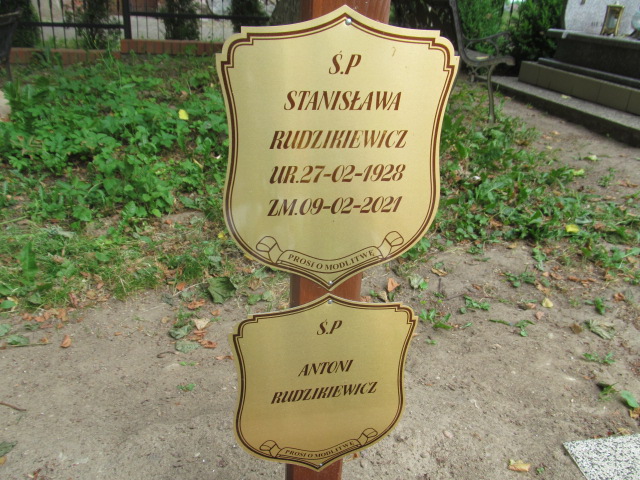 Ś.P
STANISŁAWA
RUDZIKIEWICZ
UR.27-02-1928
ZM.09-02-2021
PROSI O MODLITWĘ
Ś.P
ANTONI
RUDZIKIEWICZ
PROSI O MODLITWĘ